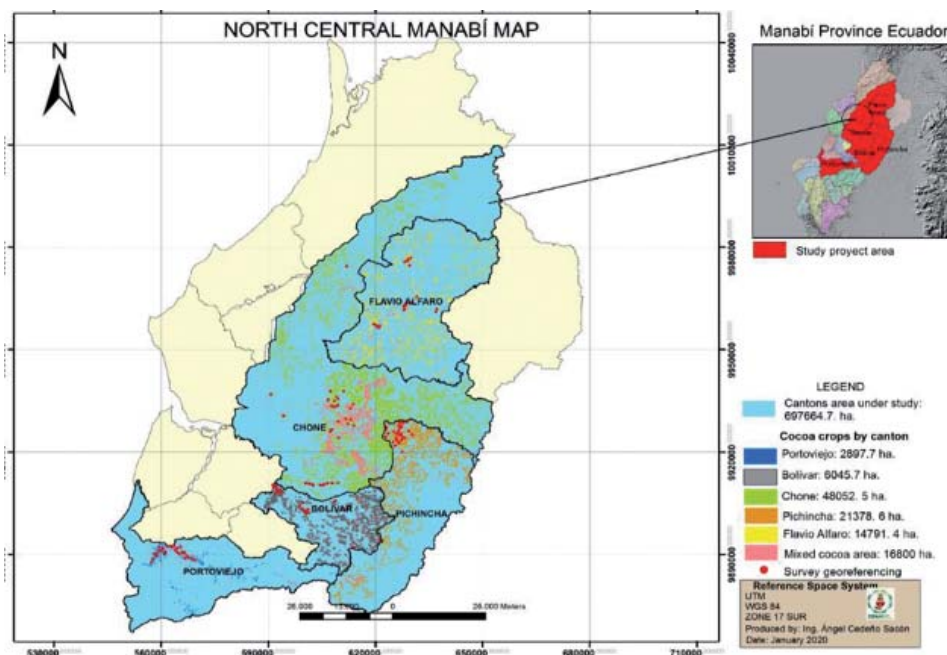 NORTH CENTRAL MANABÍ MAP
N
FLAVIO ALFARO
CHONE
BOLIVAR
PICHINCHA
PORTOVIEJO
26.000 13.000 0 26.000 Meters
10040000
10010000
9980000
9950000
9920000
9890000
560000
590000
620000
650000
680000
710000
Manabí Province Ecuador
Study proyect area
LEGEND
Cantons area under study:
697664.7. ha.
Cocoa crops by canton
Portoviejo: 2897.7 ha.
Bolívar: 6045.7 ha.
Chone: 48052. 5 ha.
Pichincha: 21378. 6 ha.
Flavio Alfaro: 14791. 4 ha.
Mixed cocoa area: 16800 ha.
Survey georeferencing
Reference Space System
UTM
WGS 84
ZONE 17 SUR
Produced by: Ing. Ángel Cedeño Sacón
Date: January 2020